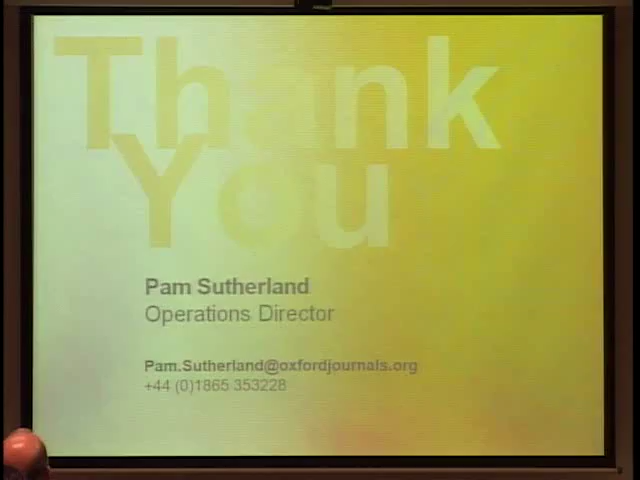 Thank
You
Pam Sutherland
Operations Director
Pam.Sutherland@oxfordjournals.org
+44 (0)1865 353228